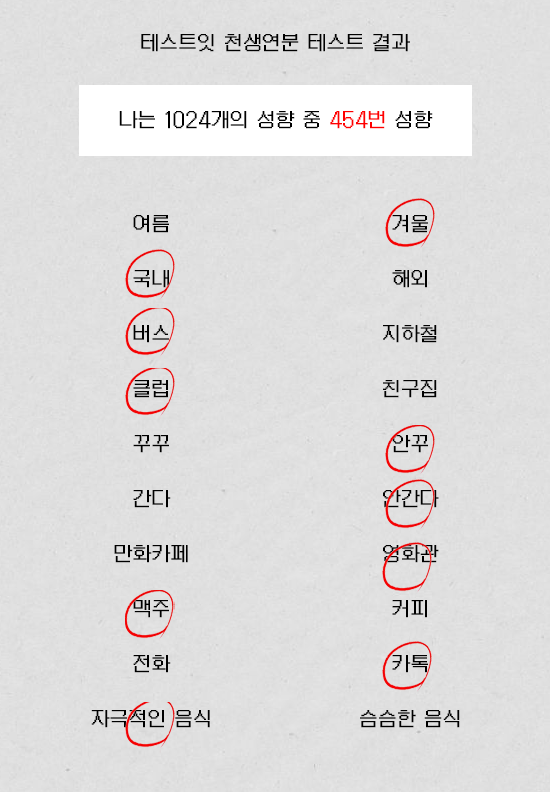 테스트잇 천생연분 테스트 결과
나는 1024개의 성향 중 454번 성향
여름 겨울
국내 해외
버스 지하철
클럽 친구집
꾸꾸 안꾸
간다 안간다
만화카페 영화관
맥주 커피
전화 카톡
자극적인 음식 슴슴한 음식